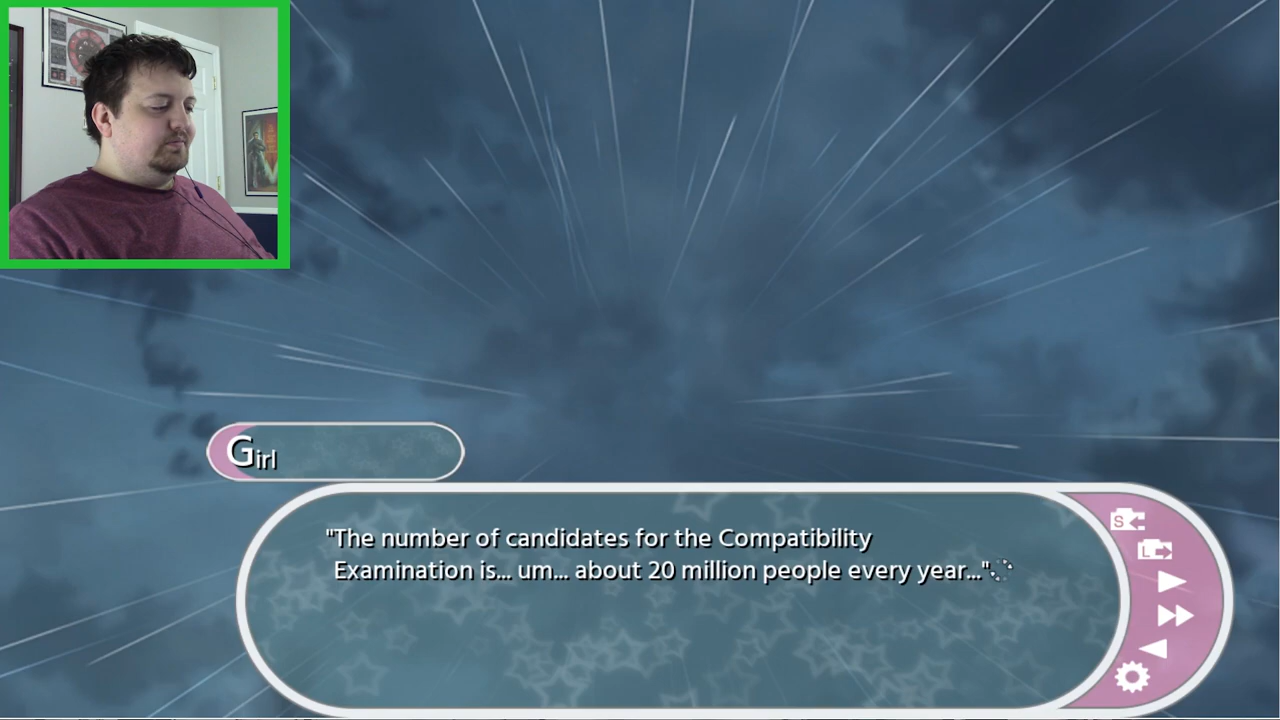 Girl
"The number of candidates for the Compatibility
Examination is... um... about 20 million people every year..."
S
L